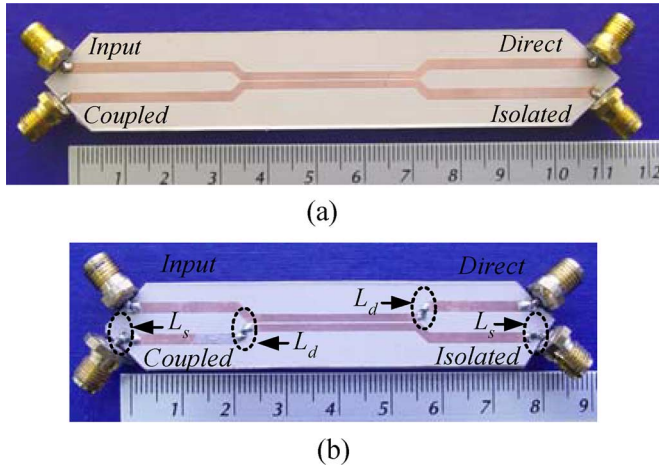 Input
Direct
Coupled
Isolated
1 2 3 4 5 6 7 8 9 10 11 12
(a)
Input
Direct
L_d
L_s
L_s
L_d
Coupled
Isolated
1 2 3 4 5 6 7 8 9
(b)